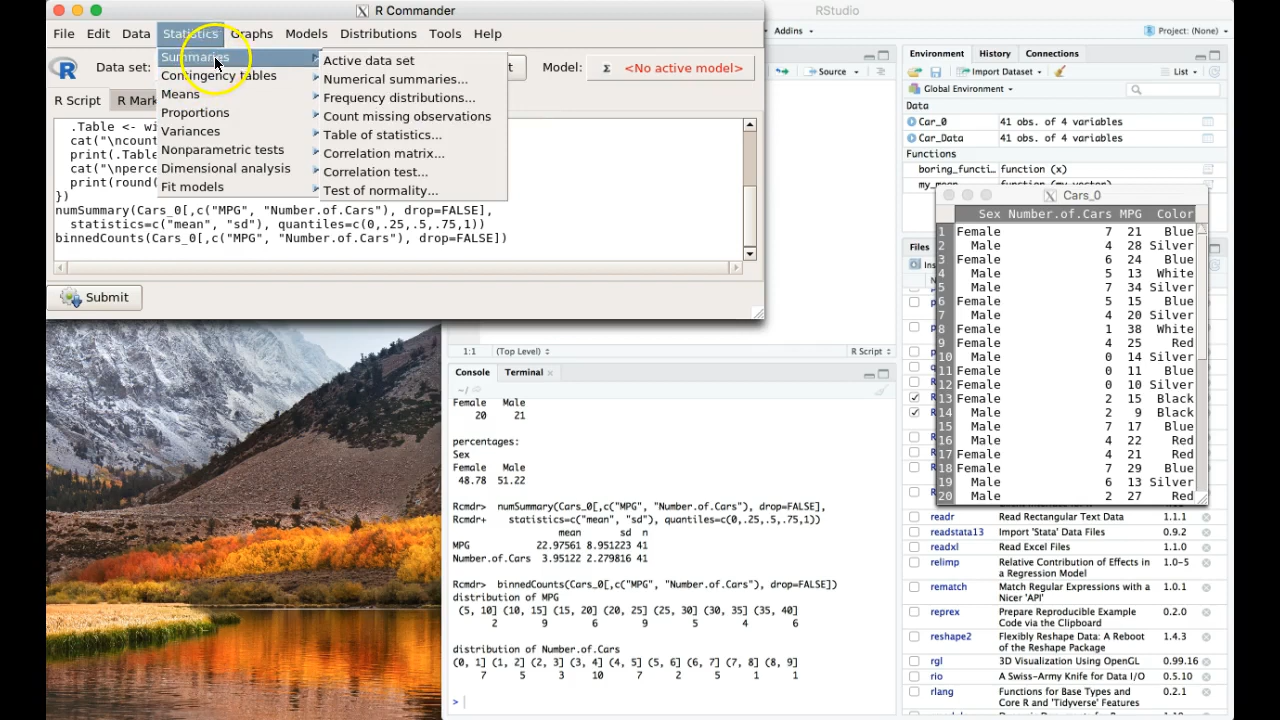 R Commander
File Edit Data Statistics Graphs Models Distributions Tools Help
Data set:
Model: Σ <No active model>
R Script
R Mark
Summaries
Contingency tables
Means
Proportions
Variances
Nonparametric tests
Dimensional analysis
Fit models
Active data set
Numerical summaries...
Frequency distributions...
Count missing observations
Table of statistics...
Correlation matrix...
Correlation test...
Test of normality...
.Table <- wi
cat("\ncount
print(.Table
cat("\nperce
print(round(
})
numSummary(Cars_0[,c("MPG", "Number.of.Cars"), drop=FALSE],
statistics=c("mean", "sd"), quantiles=c(0,.25,.5,.75,1))
binnedCounts(Cars_0[,c("MPG", "Number.of.Cars"), drop=FALSE])
Submit
RStudio
Addins
Project: (None)
Source
1:1 (Top Level) R Script
Console Terminal
~/
Female Male
20 21
percentages:
Sex
Female Male
48.78 51.22
Rcmdr> numSummary(Cars_0[,c("MPG", "Number.of.Cars"), drop=FALSE],
Rcmdr+ statistics=c("mean", "sd"), quantiles=c(0,.25,.5,.75,1))
mean sd n
MPG 22.97561 8.951223 41
Number.of.Cars 3.95122 2.279816 41
Rcmdr> binnedCounts(Cars_0[,c("MPG", "Number.of.Cars"), drop=FALSE])
distribution of MPG
(5, 10] (10, 15] (15, 20] (20, 25] (25, 30] (30, 35] (35, 40]
2 9 6 9 5 4 6
distribution of Number.of.Cars
(0, 1] (1, 2] (2, 3] (3, 4] (4, 5] (5, 6] (6, 7] (7, 8] (8, 9]
7 5 3 10 7 2 5 1 1
>
Environment History Connections
Import Dataset List
Global Environment
Data
Car_0 41 obs. of 4 variables
Car_Data 41 obs. of 4 variables
Functions
boring_functi… function (x)
my_mean function (my_vector)
Files
Ins
Cars_0
Sex Number.of.Cars MPG Color
1 Female 7 21 Blue
2 Male 4 28 Silver
3 Female 6 24 Blue
4 Male 5 13 White
5 Male 7 34 Silver
6 Female 5 15 Blue
7 Male 4 20 Silver
8 Female 1 38 White
9 Female 4 25 Red
10 Male 0 14 Silver
11 Female 0 11 Blue
12 Female 0 10 Silver
13 Female 2 15 Black
14 Male 2 9 Black
15 Male 7 17 Blue
16 Male 4 22 Red
17 Female 4 21 Red
18 Female 7 29 Blue
19 Male 6 13 Silver
20 Male 2 27 Red
readr Read Rectangular Text Data 1.1.1
readstata13 Import 'Stata' Data Files 0.9.2
readxl Read Excel Files 1.1.0
relimp Relative Contribution of Effects in a Regression Model 1.0-5
rematch Match Regular Expressions with a Nicer 'API' 1.0.1
reprex Prepare Reproducible Example Code via the Clipboard 0.2.0
reshape2 Flexibly Reshape Data: A Reboot of the Reshape Package 1.4.3
rgl 3D Visualization Using OpenGL 0.99.16
rio A Swiss-Army Knife for Data I/O 0.5.10
rlang Functions for Base Types and Core R and 'Tidyverse' Features 0.2.1